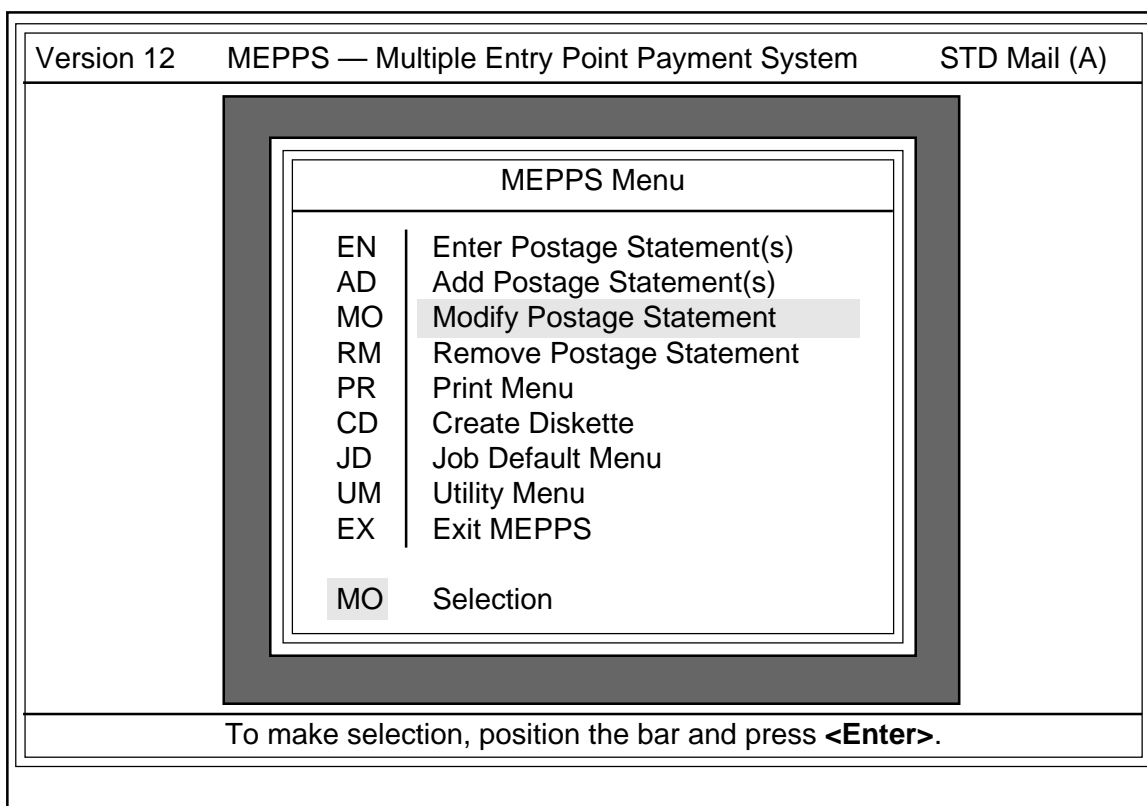 Version 12 MEPPS — Multiple Entry Point Payment System STD Mail (A)
MEPPS Menu
EN Enter Postage Statement(s)
AD Add Postage Statement(s)
MO Modify Postage Statement
RM Remove Postage Statement
PR Print Menu
CD Create Diskette
JD Job Default Menu
UM Utility Menu
EX Exit MEPPS
MO Selection
To make selection, position the bar and press <Enter>.